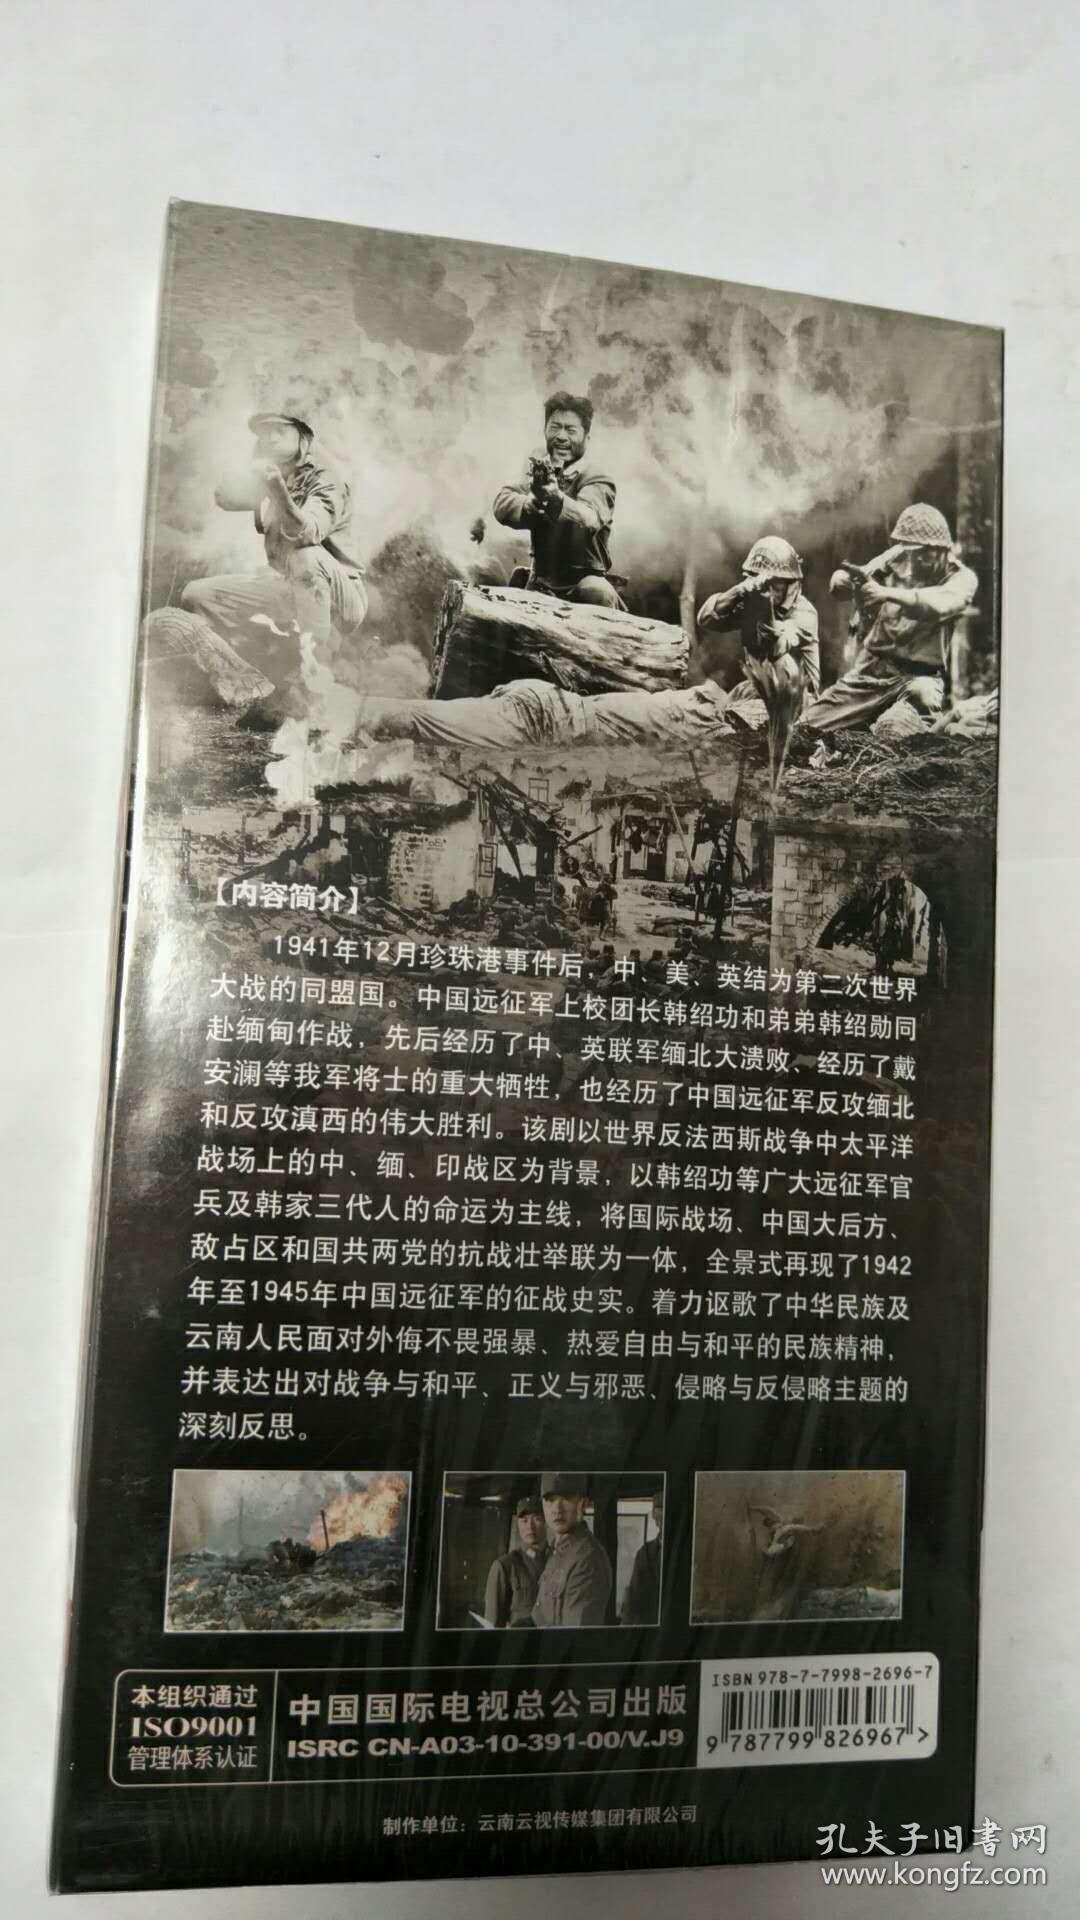 【内容简介】
1941年12月珍珠港事件后，中、美、英结为第二次世界
大战的同盟国。中国远征军上校团长韩绍功和弟弟韩绍勋同
赴缅甸作战，先后经历了中、英联军缅北大溃败、经历了戴
安澜等我军将士的重大牺牲，也经历了中国远征军反攻缅北
和反攻滇西的伟大胜利。该剧以世界反法西斯战争中太平洋
战场上的中、缅、印战区为背景，以韩绍功等广大远征军官
兵及韩家三代人的命运为主线，将国际战场、中国大后方、
敌占区和国共两党的抗战壮举联为一体，全景式再现了1942
年至1945年中国远征军的征战史实。着力讴歌了中华民族及
云南人民面对外侮不畏强暴、热爱自由与和平的民族精神，
并表达出对战争与和平、正义与邪恶、侵略与反侵略主题的
深刻反思。
本组织通过
ISO9001
管理体系认证
中国国际电视总公司出版
ISRC CN-A03-10-391-00/V.J9
ISBN 978-7-7998-2696-7
9 787799 826967 >
制作单位：云南云视传媒集团有限公司
孔夫子旧書网
www.kongfz.com